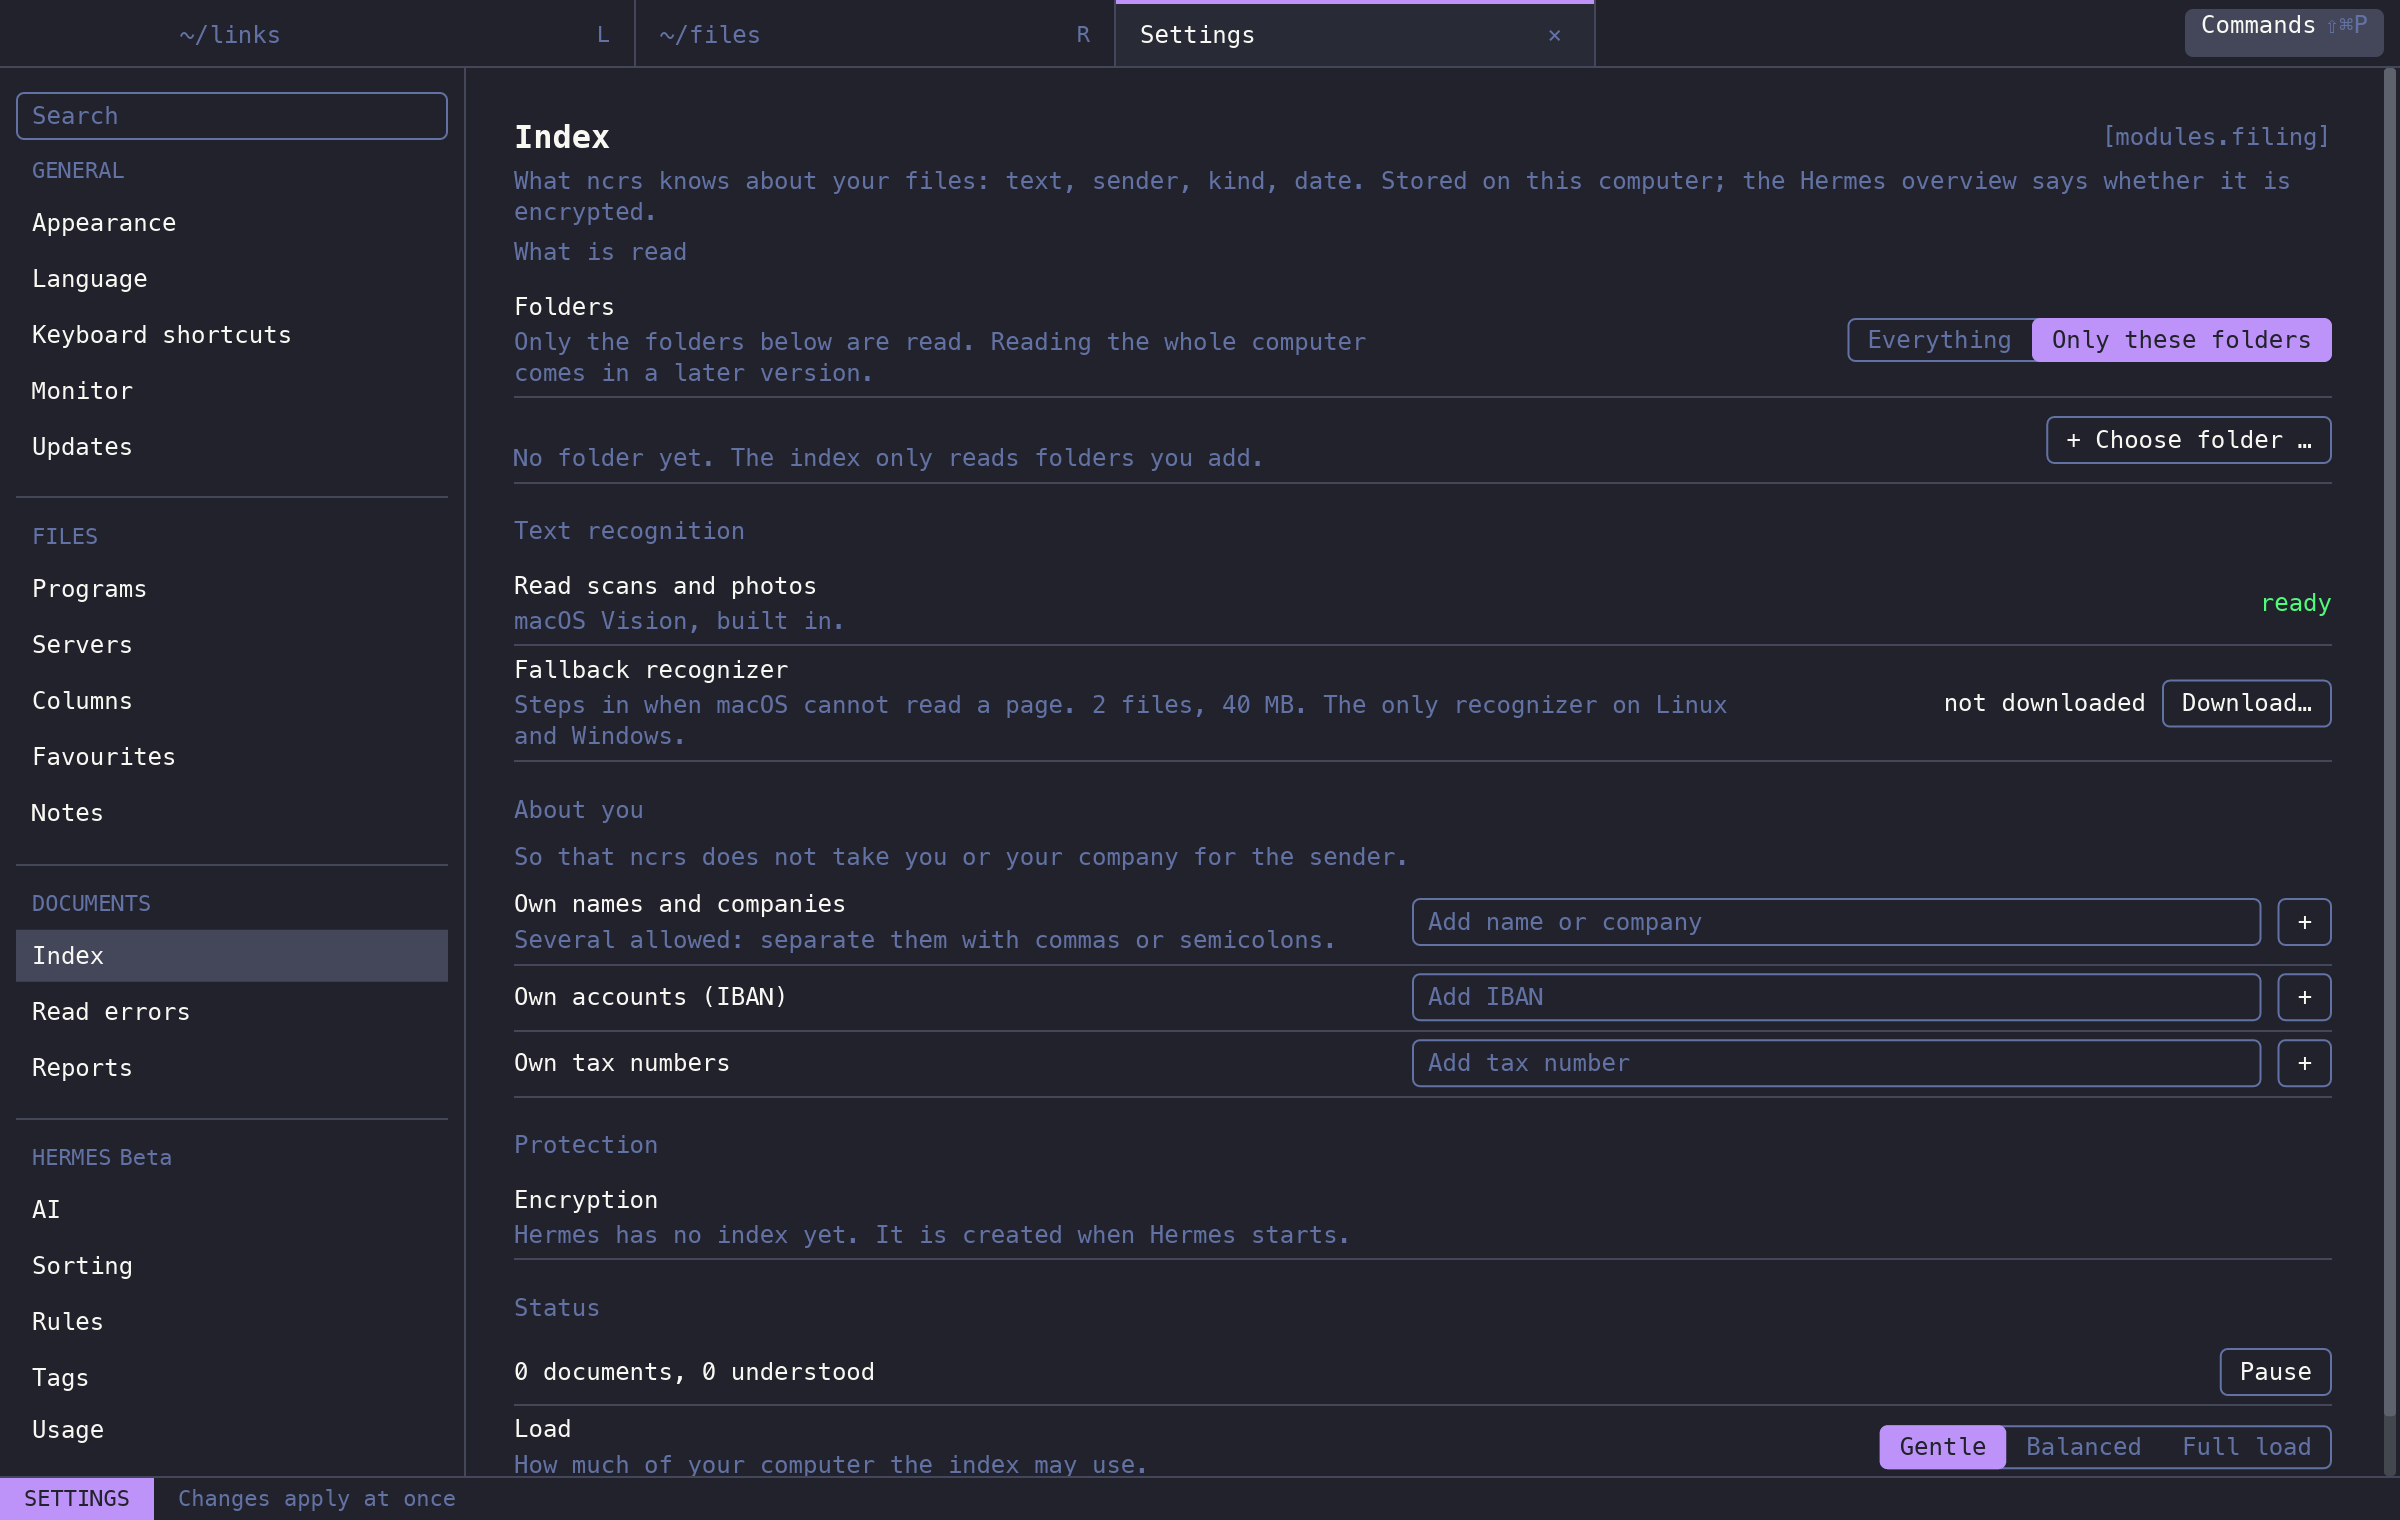 ~/links L ~/files R Settings × Commands ⇧⌘P
Search
GENERAL
Appearance
Language
Keyboard shortcuts
Monitor
Updates
FILES
Programs
Servers
Columns
Favourites
Notes
DOCUMENTS
Index
Read errors
Reports
HERMES Beta
AI
Sorting
Rules
Tags
Usage
Index [modules.filing]
What ncrs knows about your files: text, sender, kind, date. Stored on this computer; the Hermes overview says whether it is
encrypted.
What is read
Folders
Only the folders below are read. Reading the whole computer
comes in a later version.
Everything Only these folders
No folder yet. The index only reads folders you add.
+ Choose folder …
Text recognition
Read scans and photos
macOS Vision, built in.
ready
Fallback recognizer
Steps in when macOS cannot read a page. 2 files, 40 MB. The only recognizer on Linux
and Windows.
not downloaded Download…
About you
So that ncrs does not take you or your company for the sender.
Own names and companies
Several allowed: separate them with commas or semicolons.
Add name or company +
Own accounts (IBAN) Add IBAN +
Own tax numbers Add tax number +
Protection
Encryption
Hermes has no index yet. It is created when Hermes starts.
Status
0 documents, 0 understood Pause
Load
How much of your computer the index may use.
Gentle Balanced Full load
SETTINGS Changes apply at once